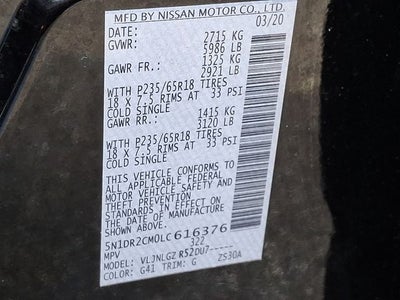 MFD BY NISSAN MOTOR CO., LTD.
DATE: 03/20
GVWR: 2715 KG
5986 LB
GAWR FR.: 1325 KG
2921 LB
WITH P235/65R18 TIRES
18 X 7.5 RIMS AT 33 PSI
COLD SINGLE
GAWR RR.: 1415 KG
3120 LB
WITH P235/65R18 TIRES
18 X 7.5 RIMS AT 33 PSI
COLD SINGLE
THIS VEHICLE CONFORMS TO
ALL APPLICABLE FEDERAL
MOTOR VEHICLE SAFETY AND
THEFT PREVENTION
STANDARDS IN EFFECT ON
THE DATE OF MANUFACTURE
SHOWN ABOVE.
5N1DR2CM0LC616376
MPV 322
MODEL: VLJNLGZ R52DU7-----
COLOR: G41 TRIM: G ZS30A